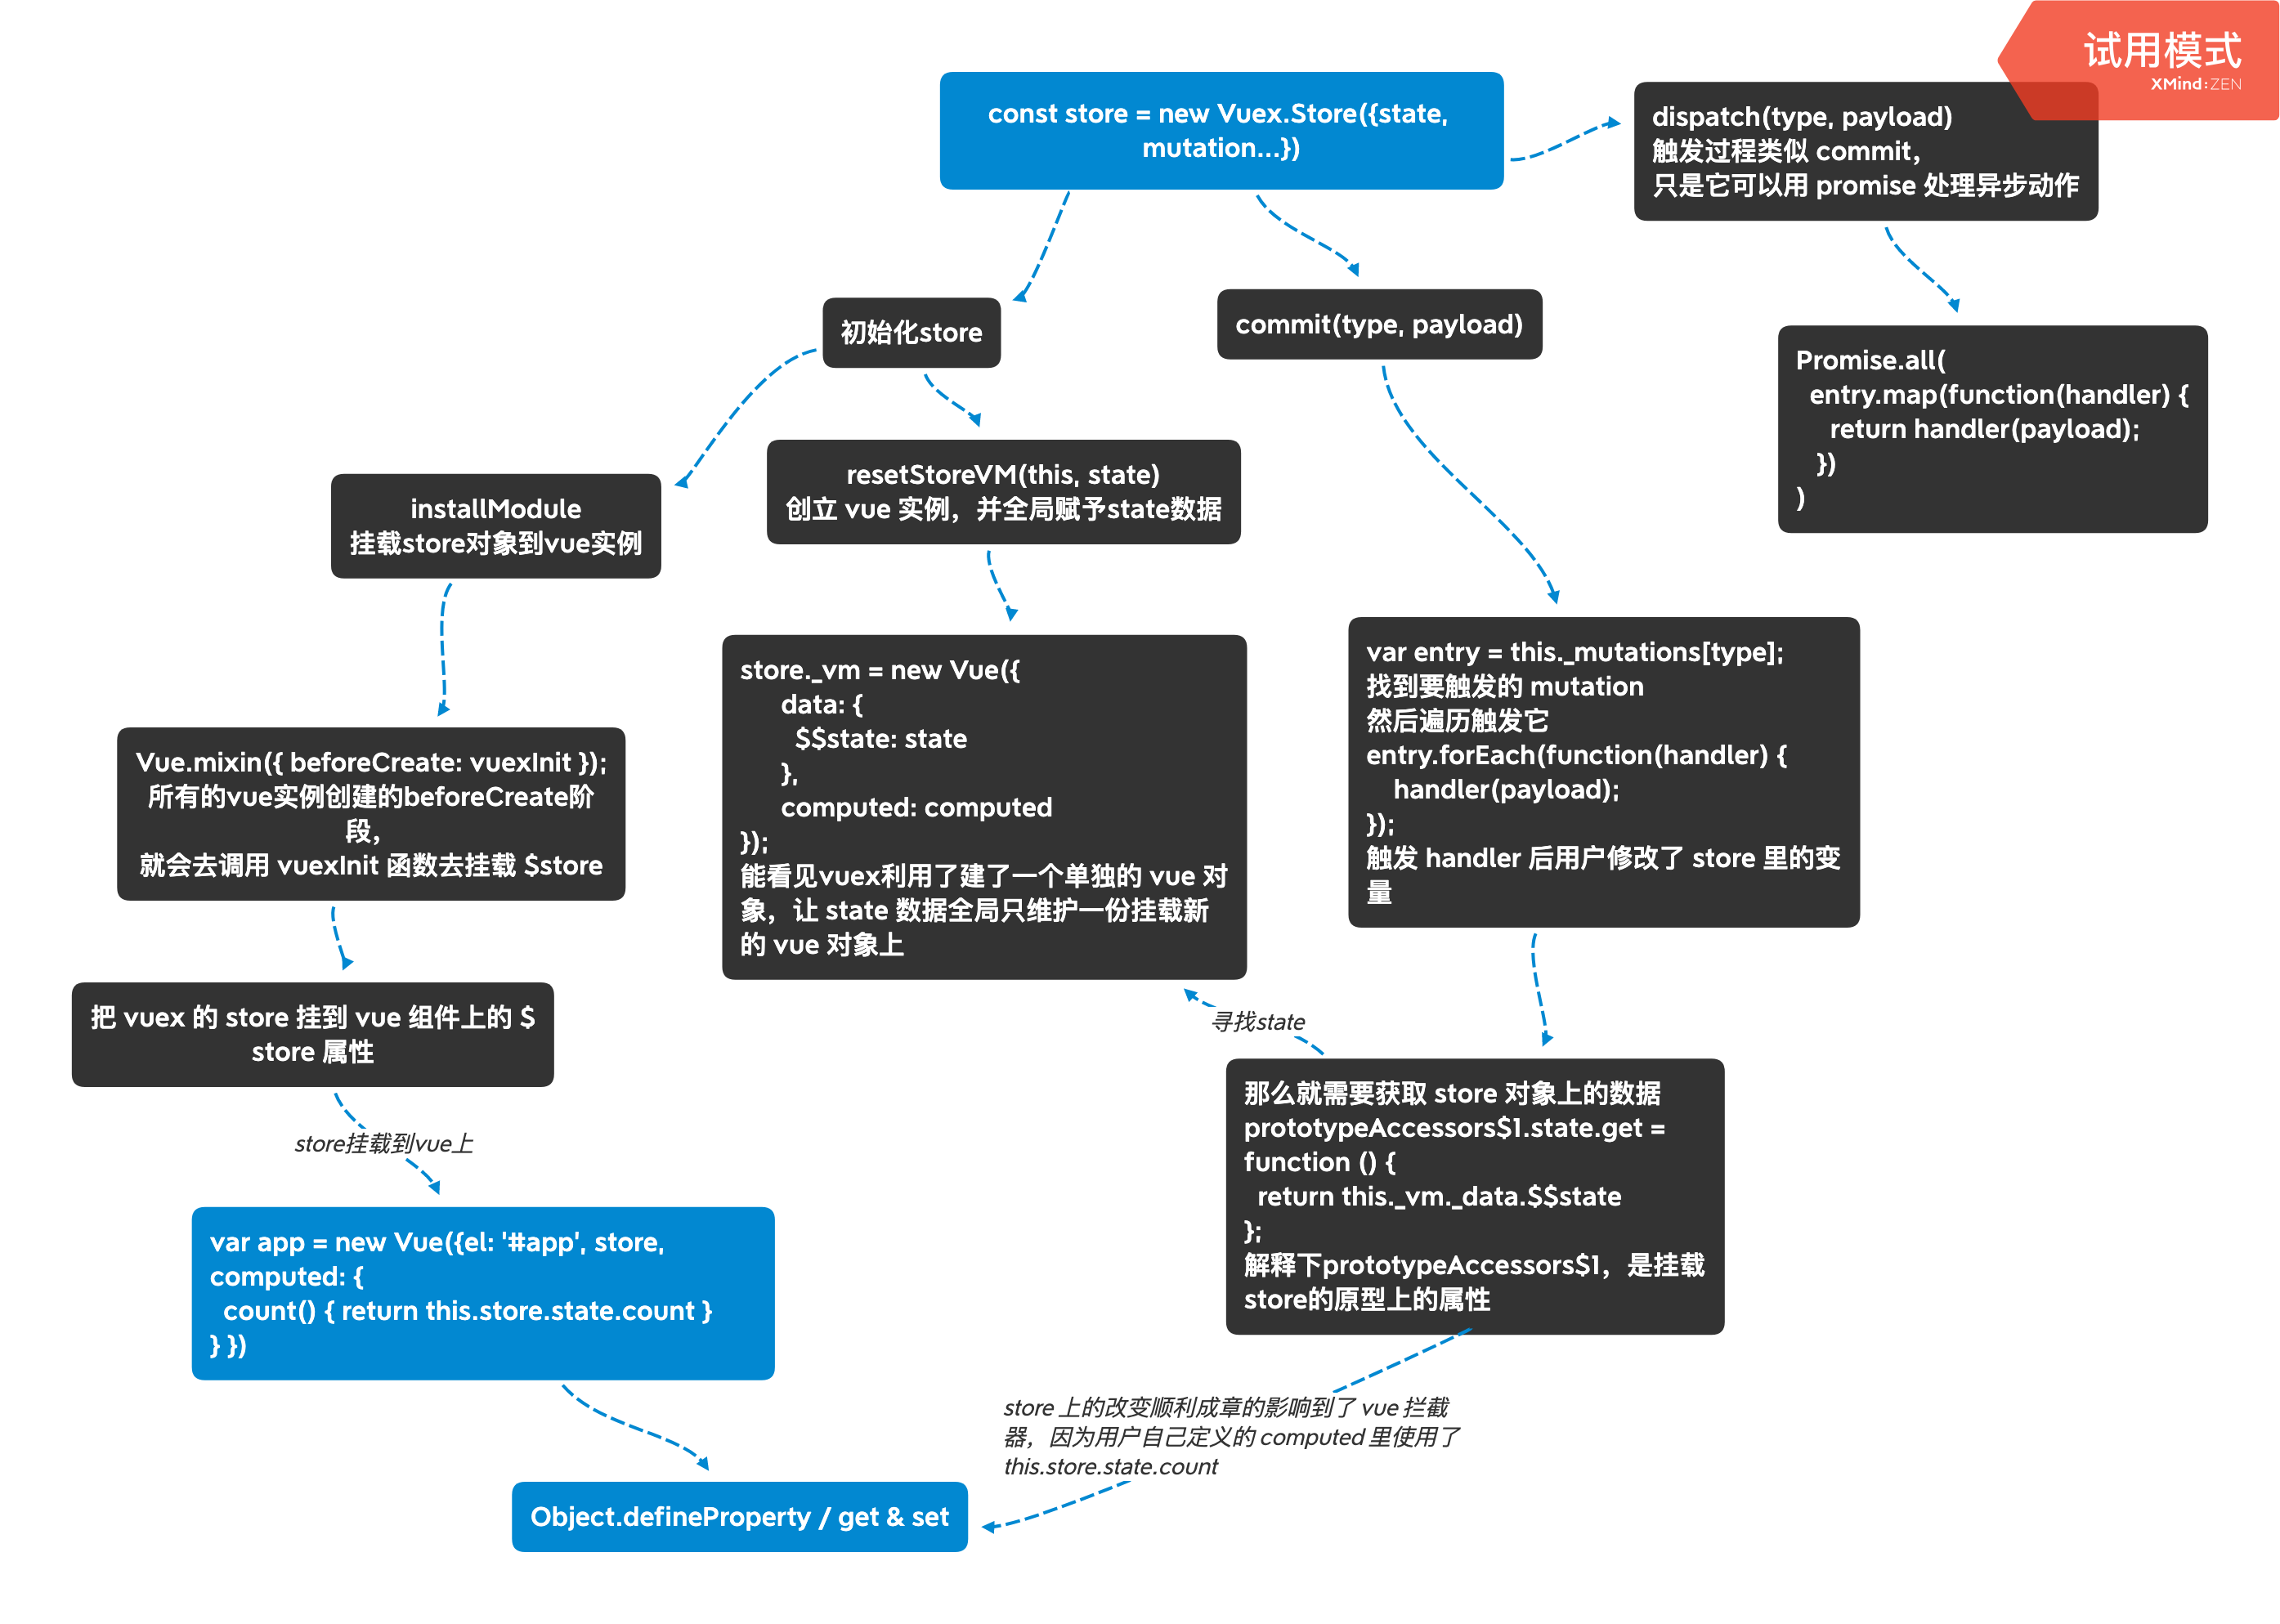 试用模式
XMind:ZEN
const store = new Vuex.Store({state,
mutation...})
dispatch(type, payload)
触发过程类似 commit，
只是它可以用 promise 处理异步动作
初始化store
commit(type, payload)
Promise.all(
entry.map(function(handler) {
return handler(payload);
})
)
installModule
挂载store对象到vue实例
resetStoreVM(this, state)
创立 vue 实例，并全局赋予state数据
Vue.mixin({ beforeCreate: vuexInit });
所有的vue实例创建的beforeCreate阶
段，
就会去调用 vuexInit 函数去挂载 $store
store._vm = new Vue({
data: {
$$state: state
},
computed: computed
});
能看见vuex利用了建了一个单独的 vue 对
象，让 state 数据全局只维护一份挂载新
的 vue 对象上
var entry = this._mutations[type];
找到要触发的 mutation
然后遍历触发它
entry.forEach(function(handler) {
handler(payload);
});
触发 handler 后用户修改了 store 里的变
量
把 vuex 的 store 挂到 vue 组件上的 $
store 属性
寻找state
那么就需要获取 store 对象上的数据
prototypeAccessors$1.state.get =
function () {
return this._vm._data.$$state
};
解释下prototypeAccessors$1，是挂载
store的原型上的属性
store挂载到vue上
var app = new Vue({el: '#app', store,
computed: {
count() { return this.store.state.count }
} })
store 上的改变顺利成章的影响到了 vue 拦截
器，因为用户自己定义的 computed 里使用了
this.store.state.count
Object.defineProperty / get & set